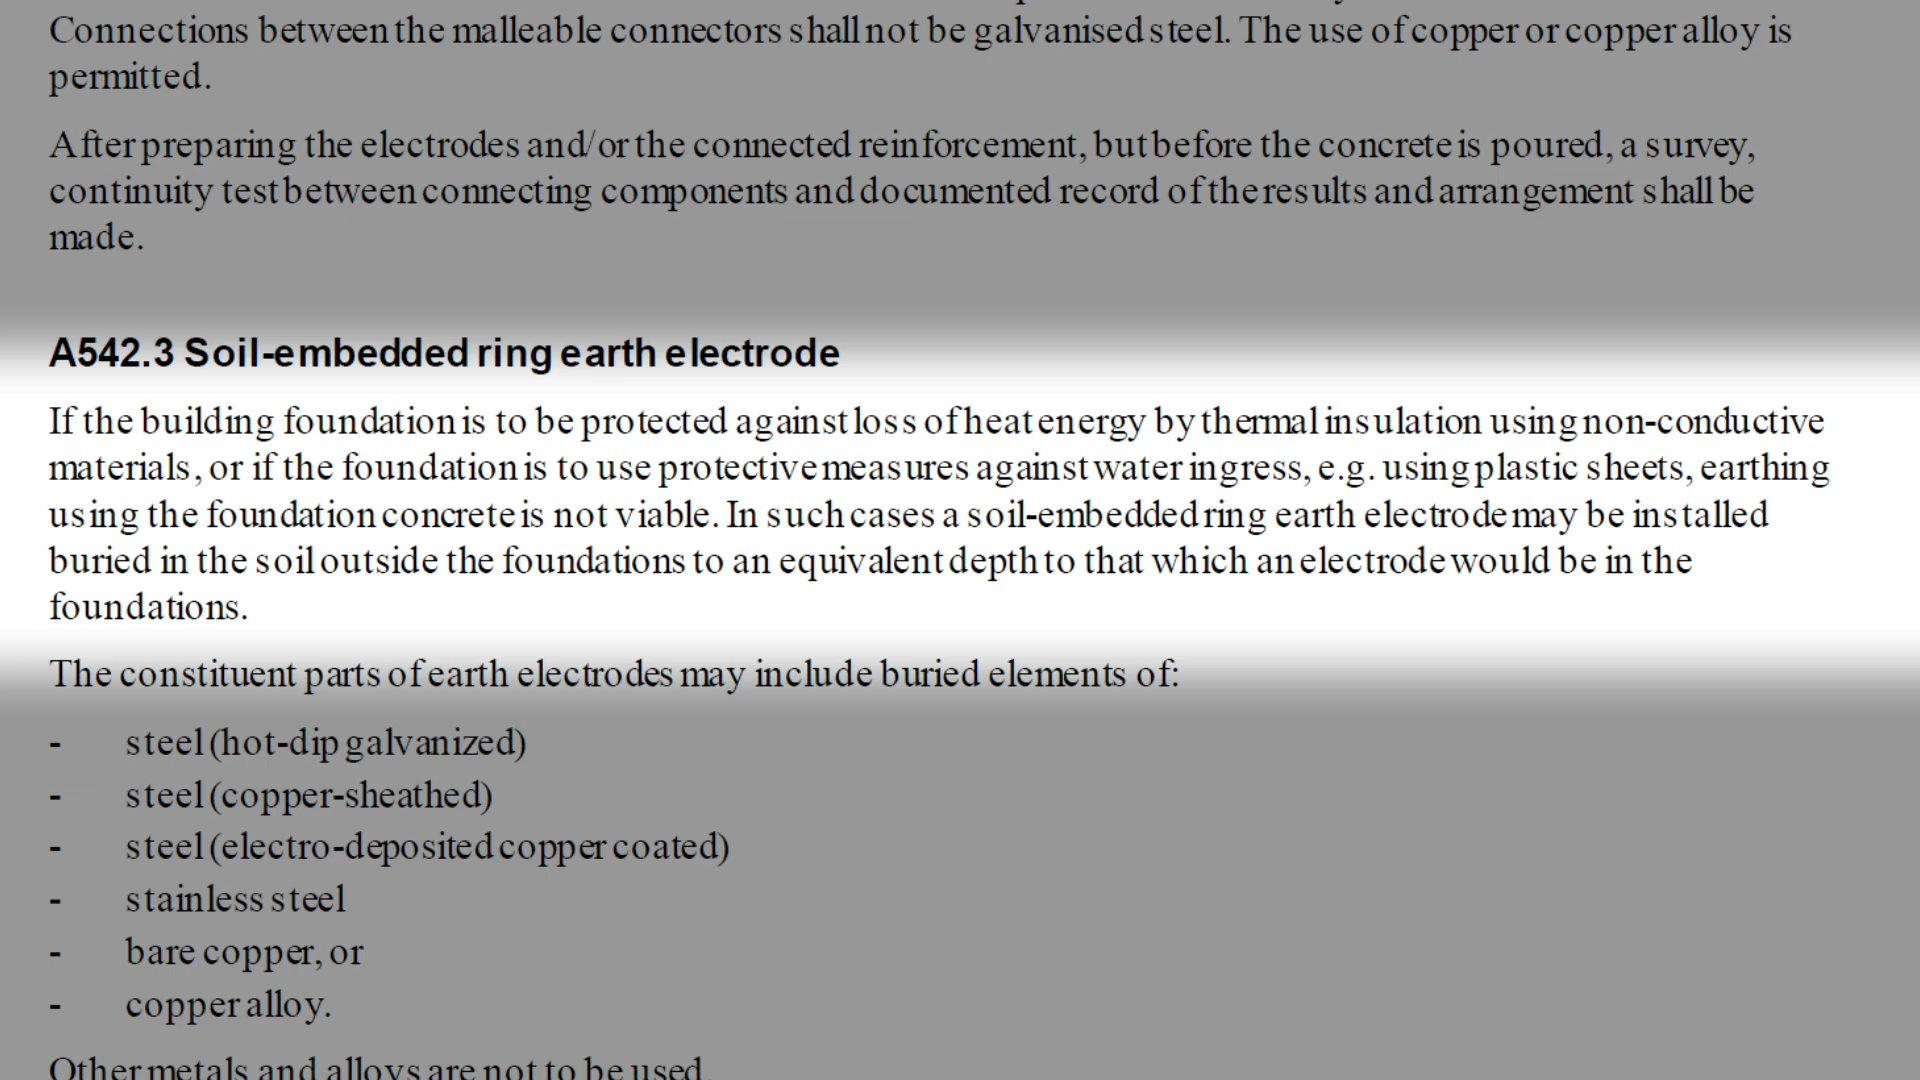 Connections between the malleable connectors shall not be galvanised steel. The use of copper or copper alloy is
permitted.
After preparing the electrodes and/or the connected reinforcement, but before the concrete is poured, a survey,
continuity test between connecting components and documented record of the results and arrangement shall be
made.
A542.3 Soil-embedded ring earth electrode
If the building foundation is to be protected against loss of heat energy by thermal insulation using non-conductive
materials, or if the foundation is to use protective measures against water ingress, e.g. using plastic sheets, earthing
using the foundation concrete is not viable. In such cases a soil-embedded ring earth electrode may be installed
buried in the soil outside the foundations to an equivalent depth to that which an electrode would be in the
foundations.
The constituent parts of earth electrodes may include buried elements of:
- steel (hot-dip galvanized)
- steel (copper-sheathed)
- steel (electro-deposited copper coated)
- stainless steel
- bare copper, or
- copper alloy.
Other metals and alloys are not to be used.